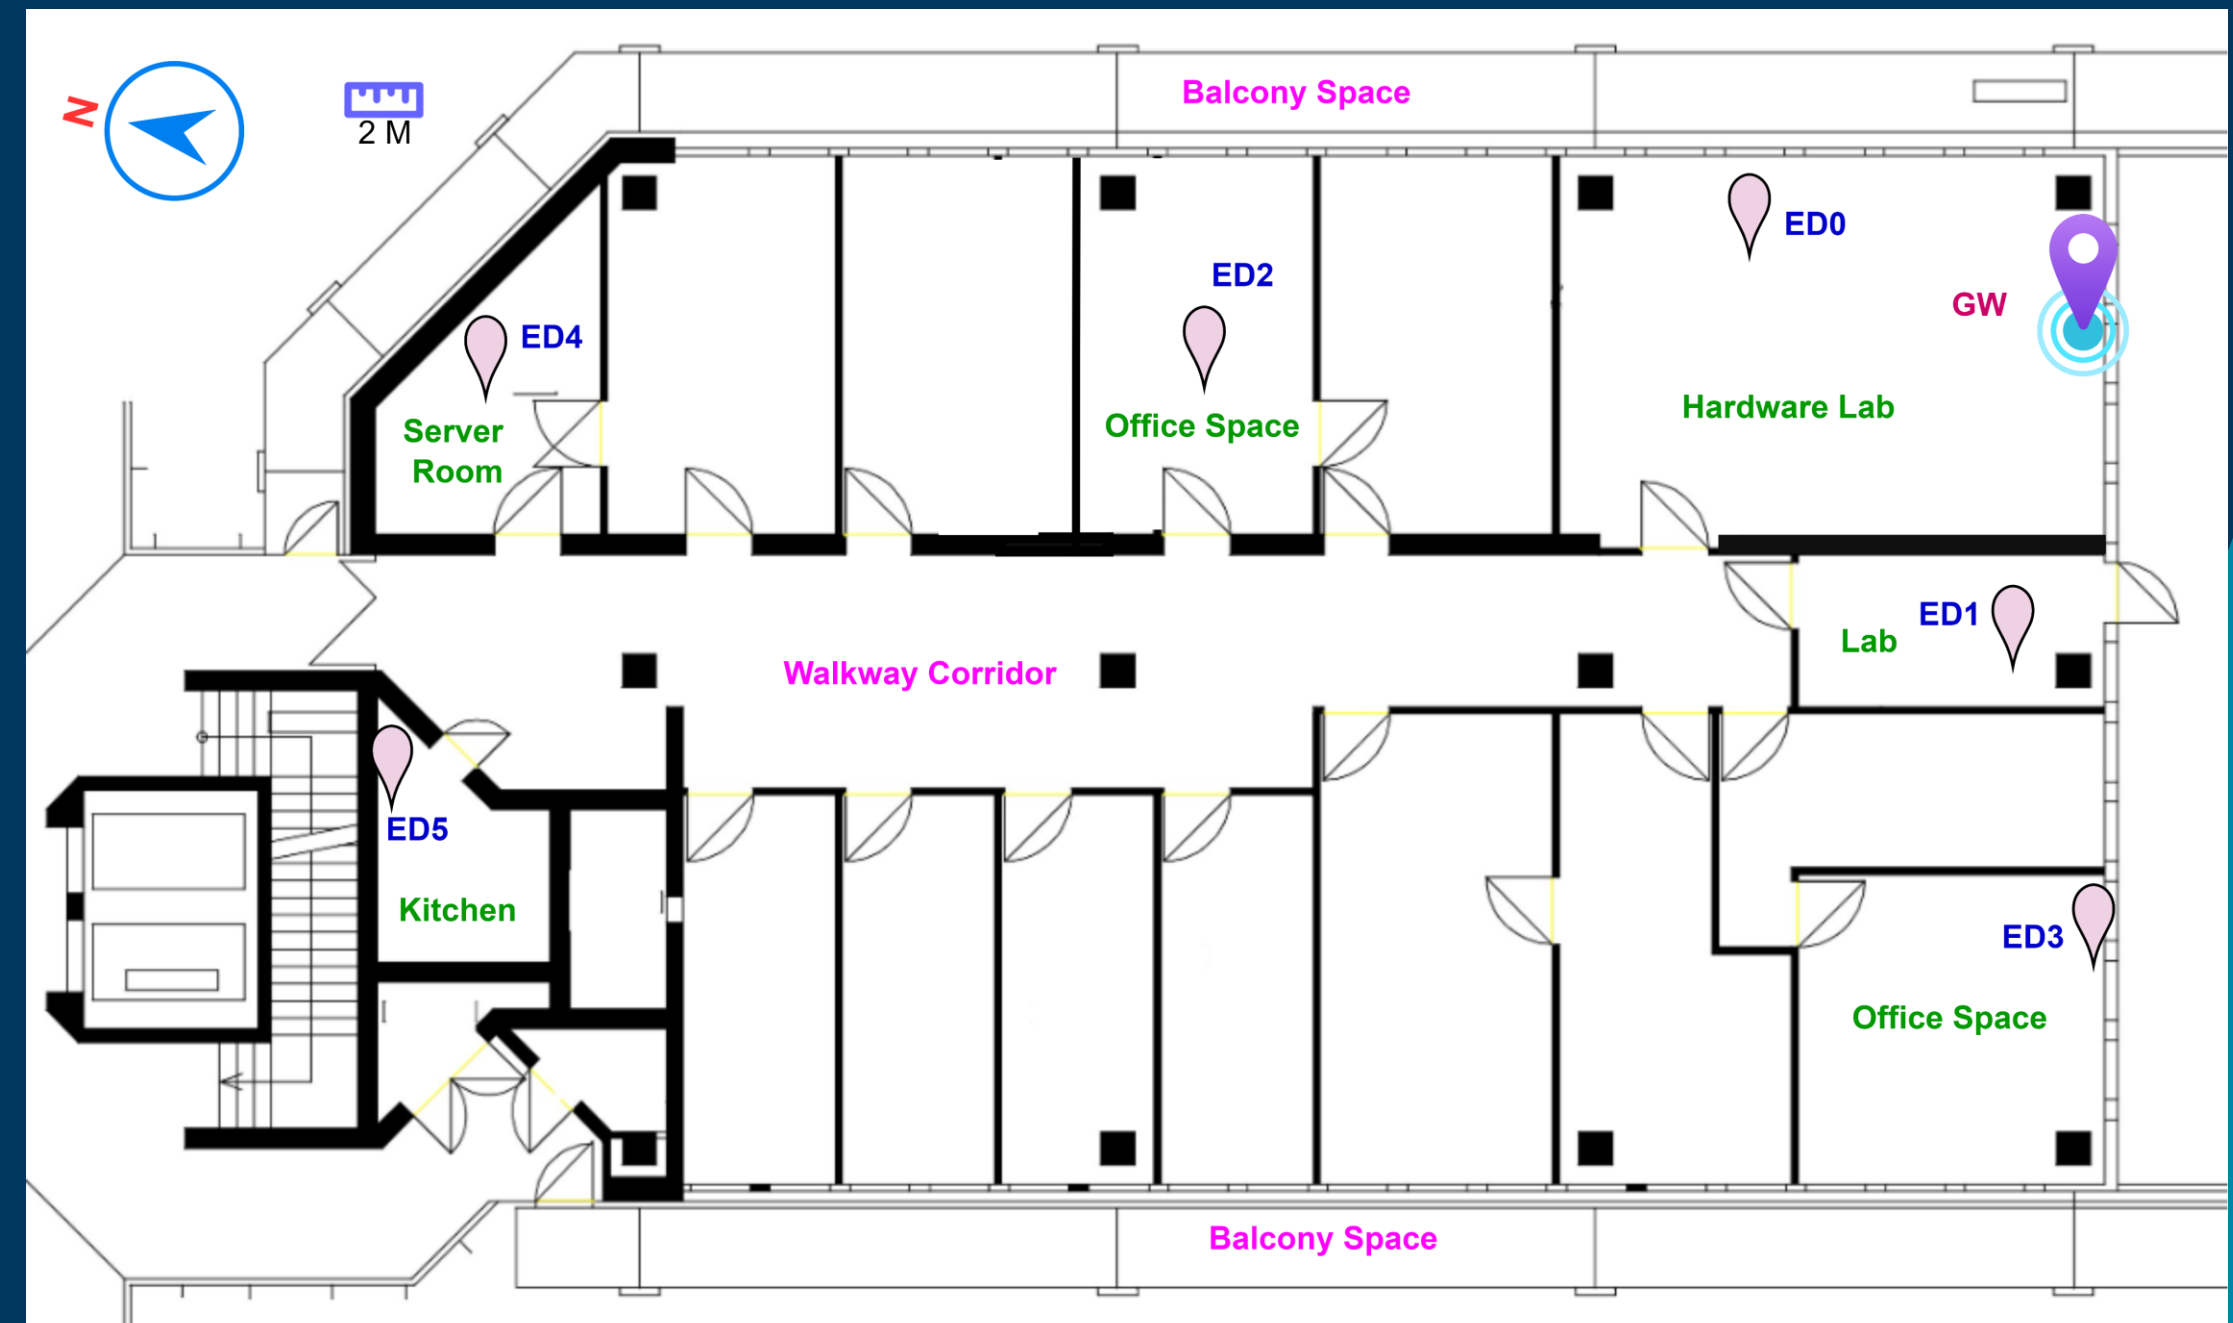 Balcony Space
N
2 M
ED0
ED2
GW
ED4
Hardware Lab
Office Space
Server
Room
ED1
Lab
Walkway Corridor
ED5
Kitchen
ED3
Office Space
Balcony Space